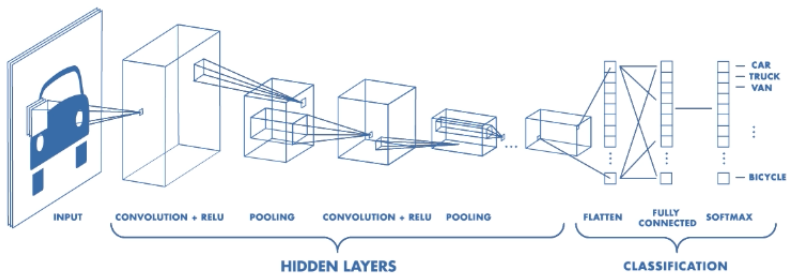 CAR
TRUCK
VAN
BICYCLE
INPUT
CONVOLUTION + RELU
POOLING
CONVOLUTION + RELU
POOLING
FLATTEN
FULLY
CONNECTED
SOFTMAX
HIDDEN LAYERS
CLASSIFICATION